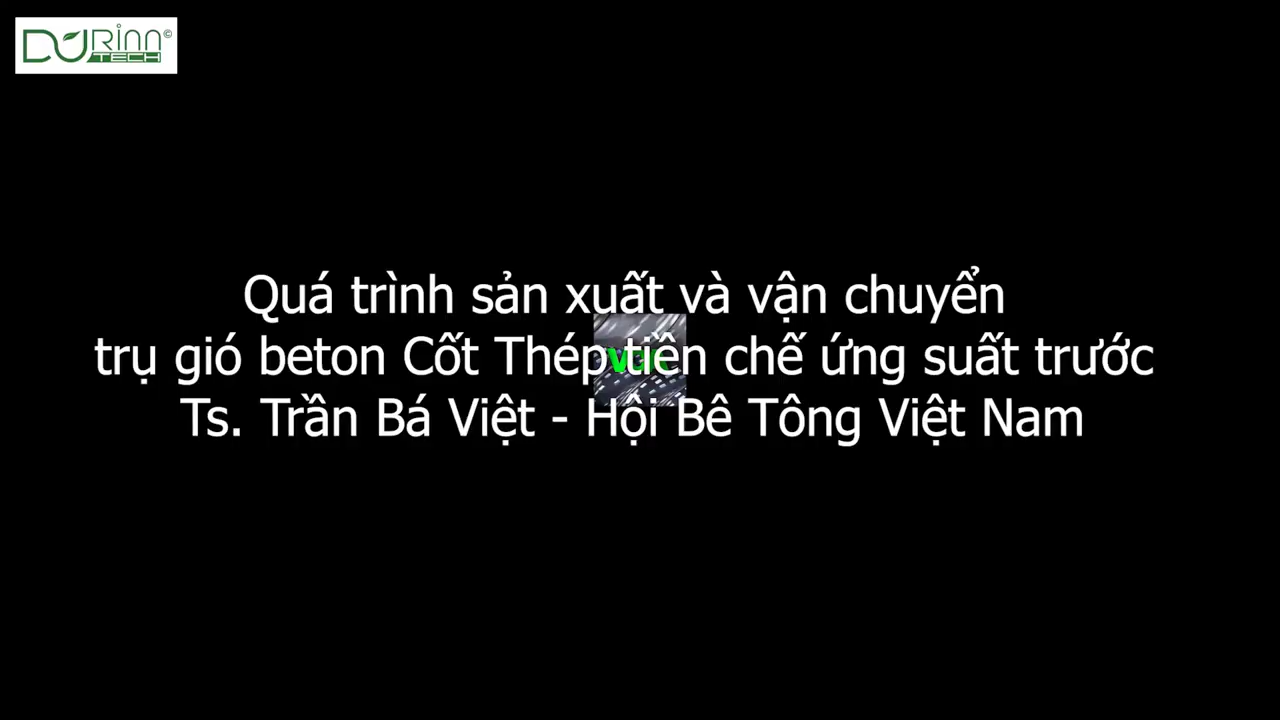 DURinn©
TECH
Quá trình sản xuất và vận chuyển
trụ gió beton Cốt Thép tiền chế ứng suất trước
Ts. Trần Bá Việt - Hội Bê Tông Việt Nam